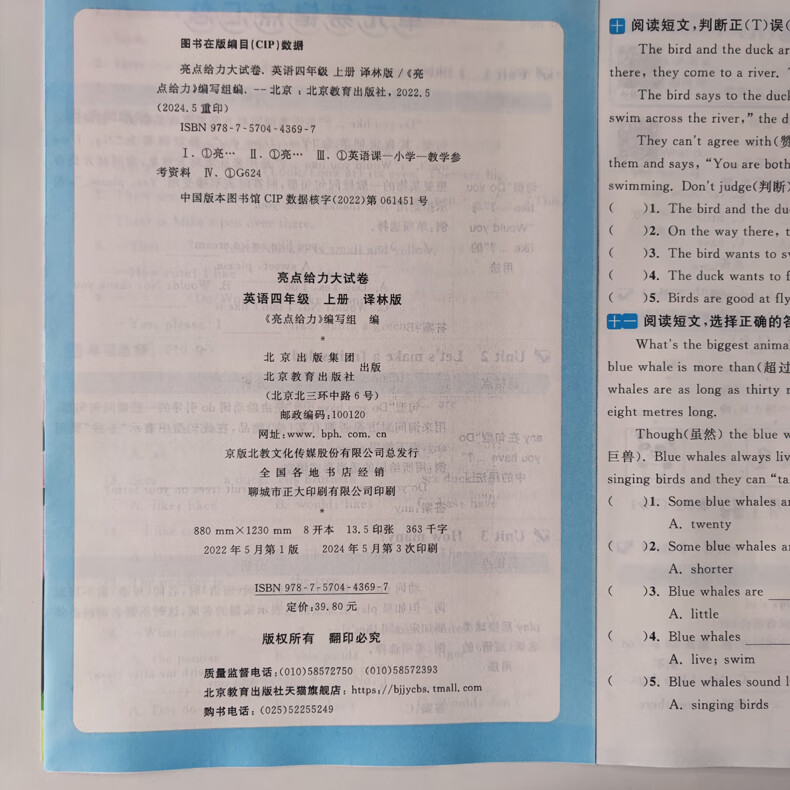 图书在版编目(CIP)数据
亮点给力大试卷. 英语四年级 上册 译林版 / 《亮
点给力》编写组编. -- 北京 : 北京教育出版社, 2022.5
(2024.5 重印)
ISBN 978-7-5704-4369-7
Ⅰ. ①亮… Ⅱ. ①亮… Ⅲ. ①英语课—小学—教学参
考资料 Ⅳ. ①G624
中国版本图书馆 CIP 数据核字(2022)第 061451 号
亮点给力大试卷
英语四年级 上册 译林版
《亮点给力》编写组 编
*
北京出版集团
北京教育出版社 出版
(北京北三环中路 6 号)
邮政编码:100120
网址:www. bph. com. cn
京版北教文化传媒股份有限公司总发行
全国各地书店经销
聊城市正大印刷有限公司印刷
*
880 mm×1230 mm 8 开本 13.5 印张 363 千字
2022 年 5 月第 1 版 2024 年 5 月第 3 次印刷
ISBN 978-7-5704-4369-7
定价:39.80 元
版权所有 翻印必究
质量监督电话:(010)58572750 (010)58572393
北京教育出版社天猫旗舰店: https://bjjycbs. tmall. com
购书电话:(025)52255249
十 阅读短文,判断正(T)误(
The bird and the duck ar
there, they come to a river.
The bird says to the duck
swim across the river,” the d
They can't agree with(赞
them and says, “You are both
swimming. Don't judge(判断)
( )1. The bird and the du
( )2. On the way there, t
( )3. The bird wants to sv
( )4. The duck wants to f
( )5. Birds are good at fly
十一 阅读短文,选择正确的答
What's the biggest anima
blue whale is more than(超过
whales are as long as thirty m
eight metres long.
Though(虽然) the blue w
巨兽). Blue whales always liv
singing birds and they can “ta
( )1. Some blue whales ar
A. twenty
( )2. Some blue whales ar
A. shorter
( )3. Blue whales are
A. little
( )4. Blue whales
A. live; swim
( )5. Blue whales sound l
A. singing birds